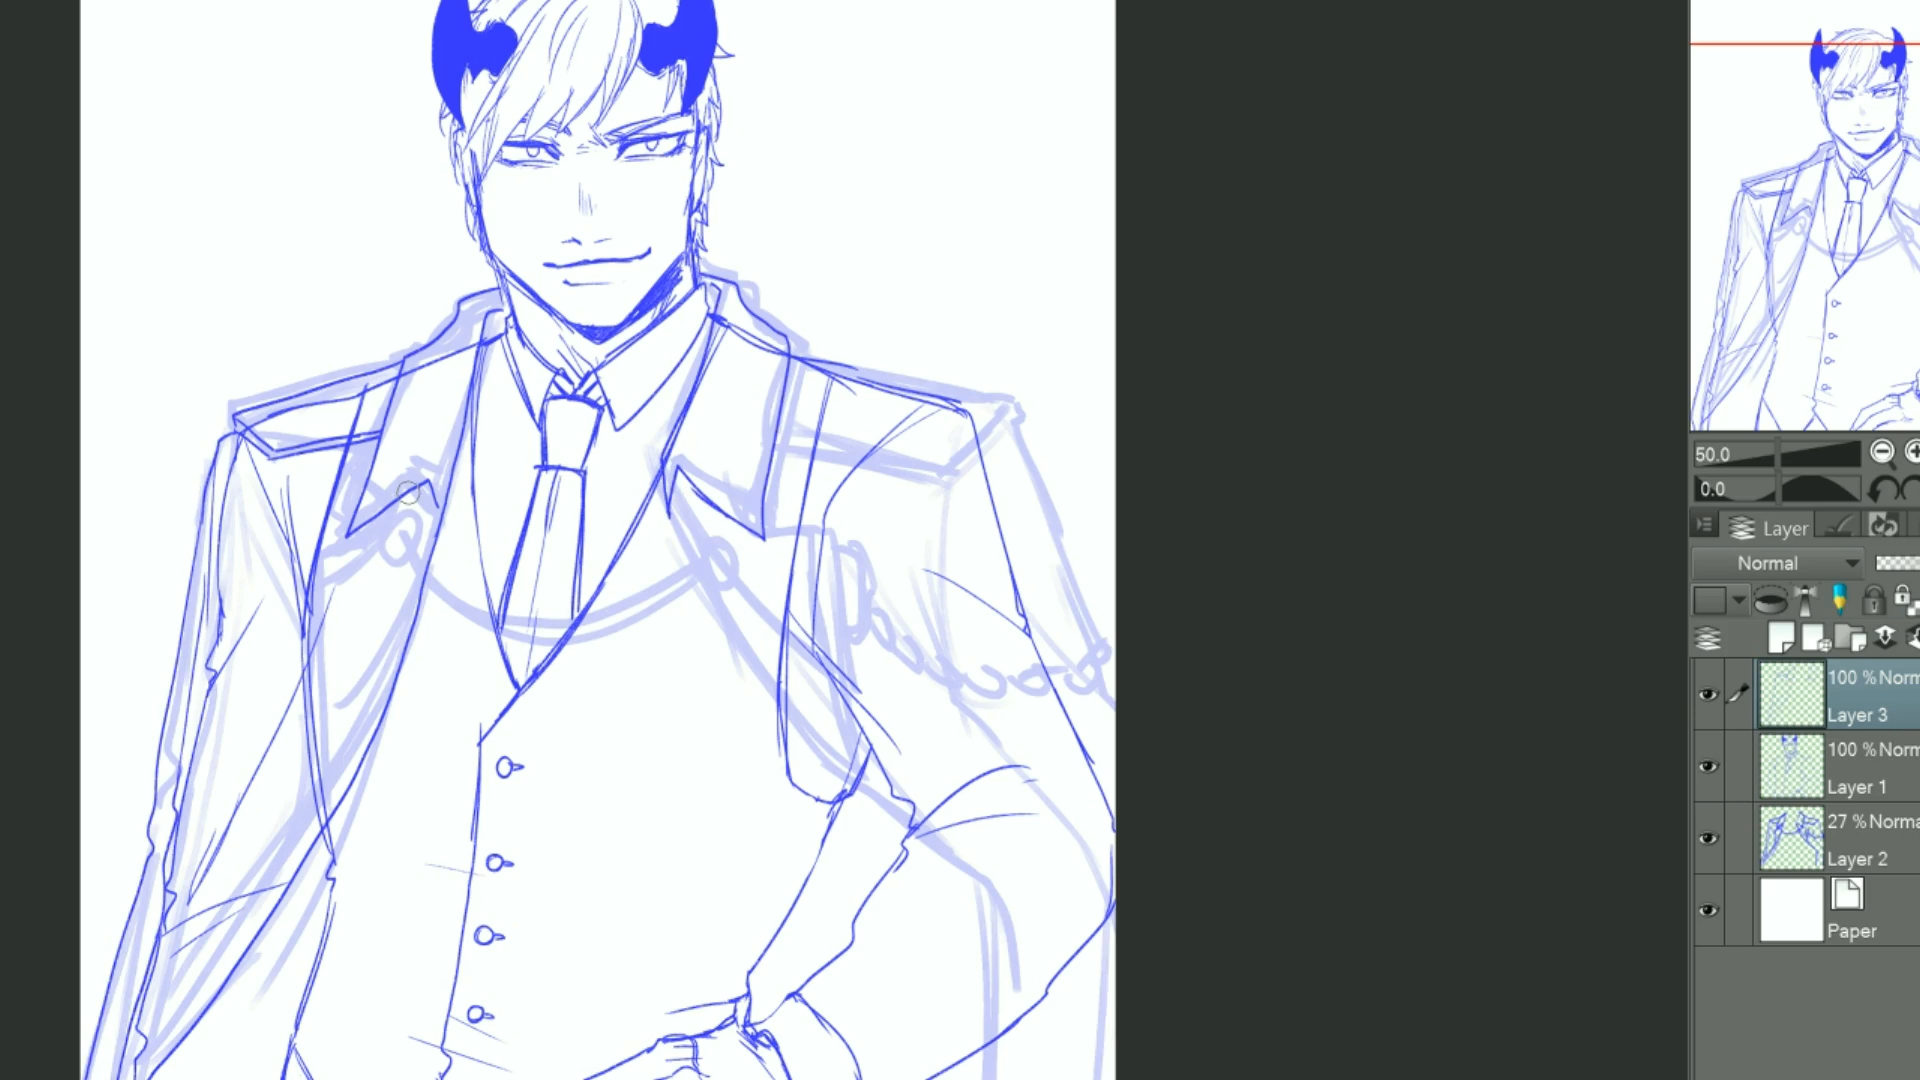 50.0
0.0
Layer
Normal
100 % Norm
Layer 3
100 % Norm
Layer 1
27 % Norma
Layer 2
Paper